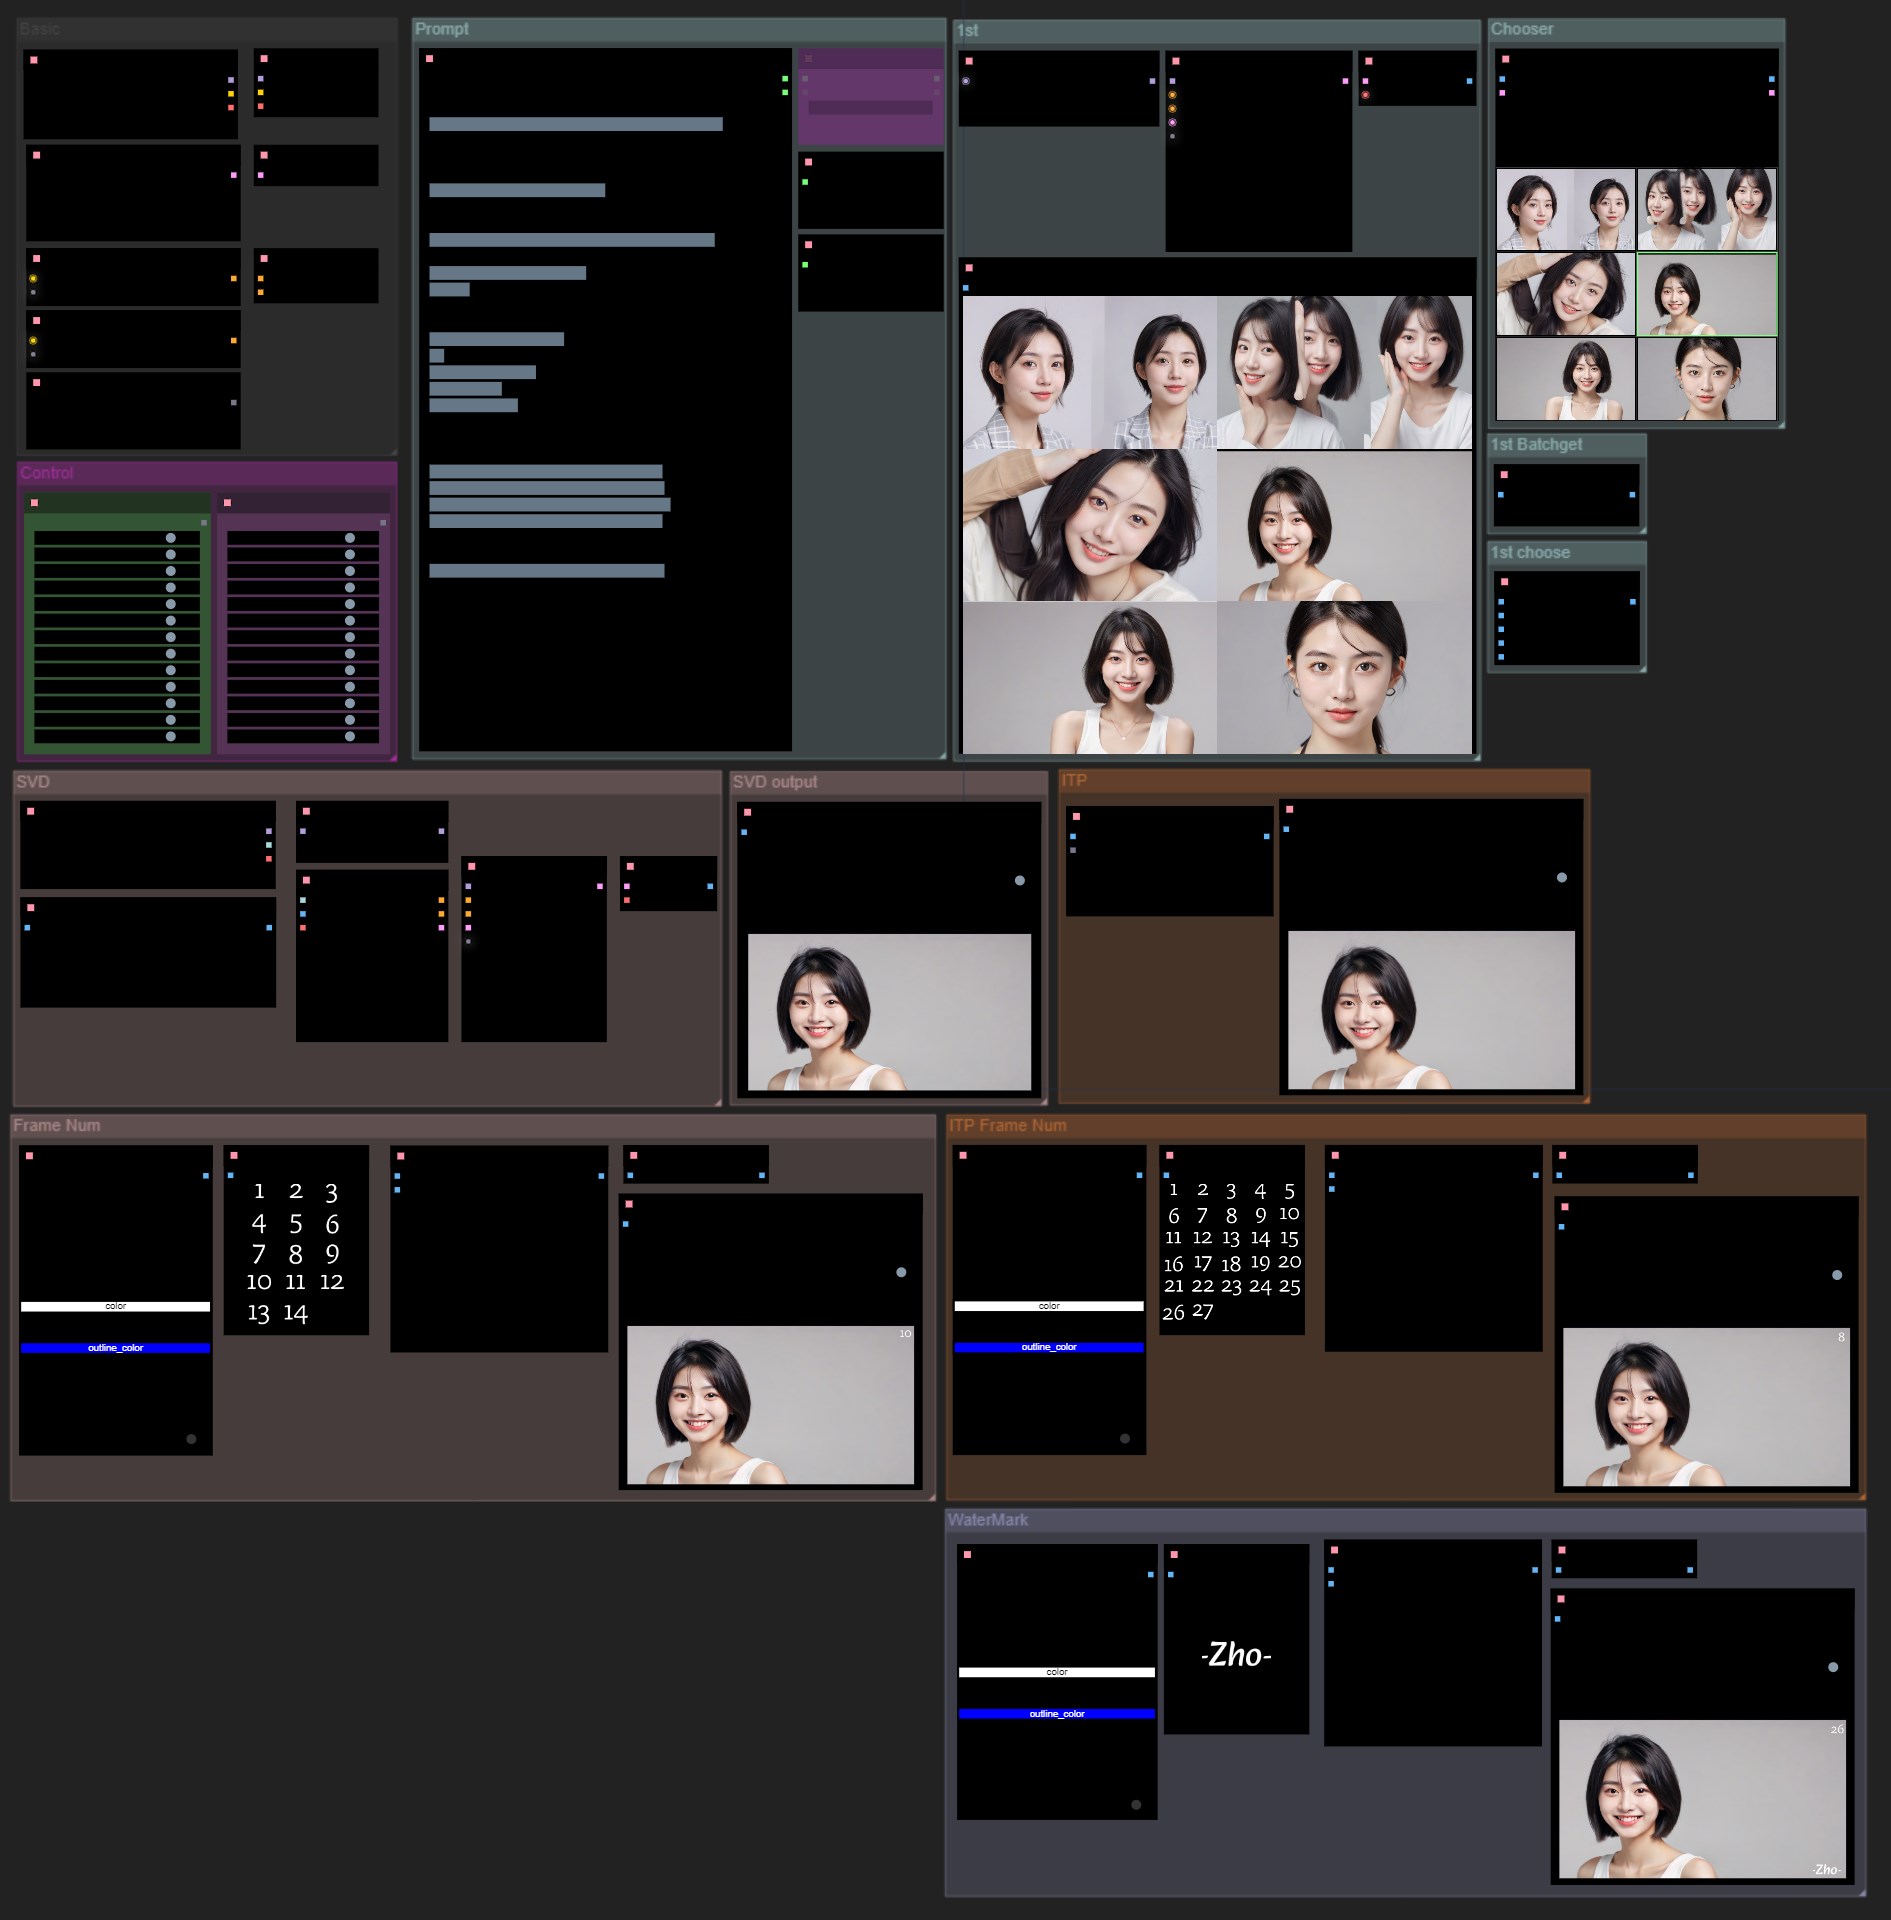 Basic
Prompt
1st
Chooser
1st Batchget
1st choose
Control
SVD
SVD output
ITP
Frame Num
1 2 3
4 5 6
7 8 9
10 11 12
13 14
color
outline_color
10
ITP Frame Num
1 2 3 4 5
6 7 8 9 10
11 12 13 14 15
16 17 18 19 20
21 22 23 24 25
26 27
color
outline_color
8
WaterMark
-Zho-
color
outline_color
26
-Zho-